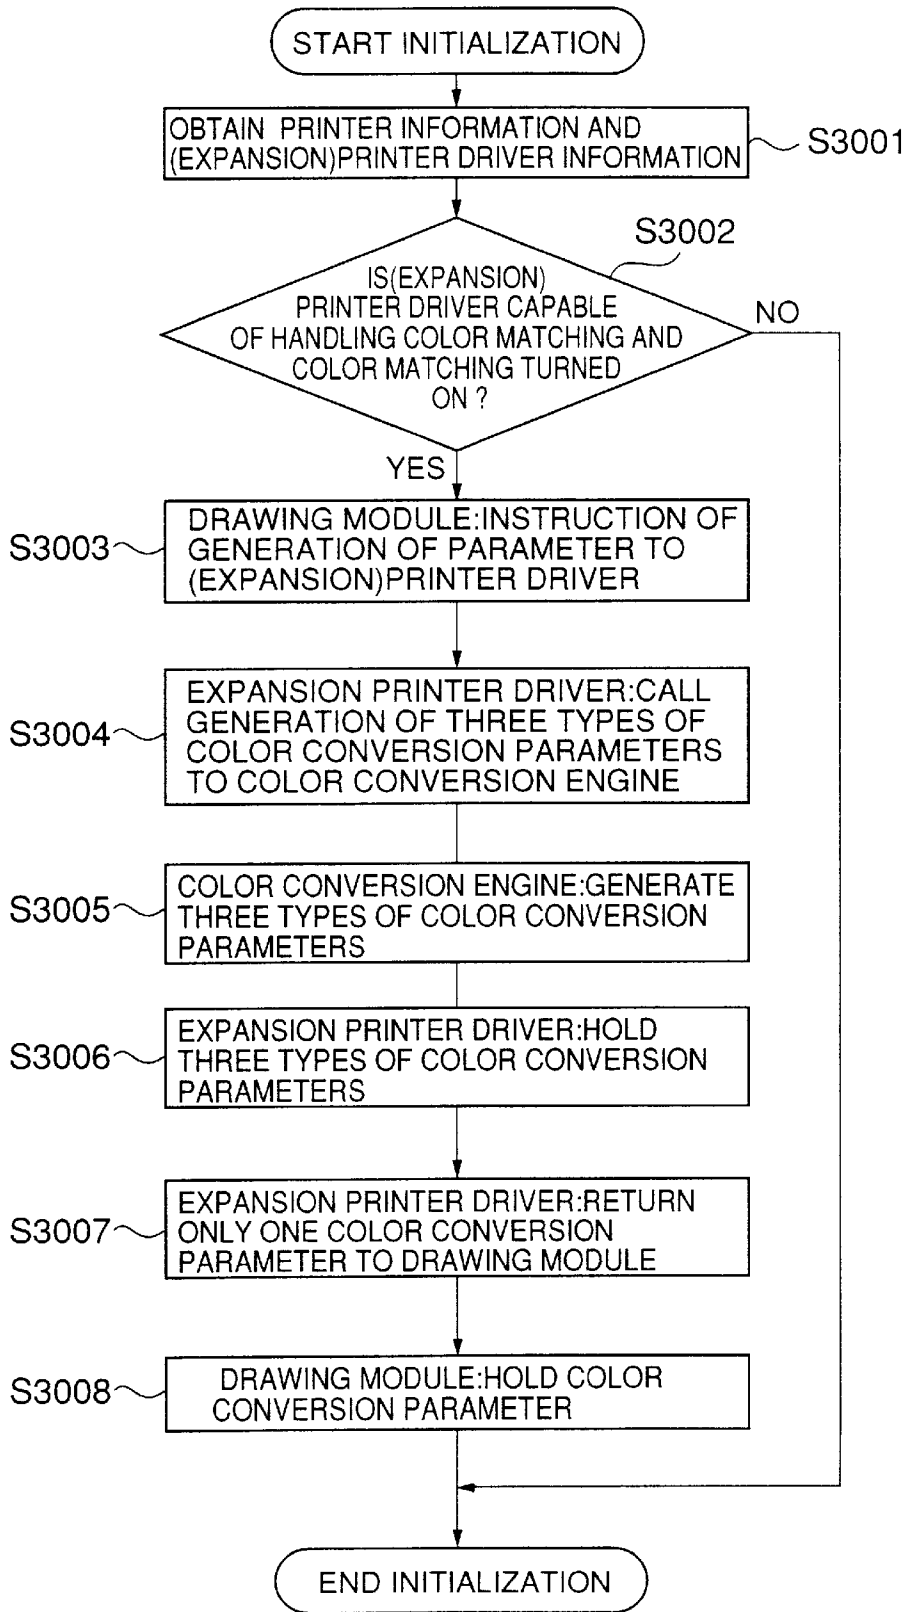 START INITIALIZATION
OBTAIN PRINTER INFORMATION AND
(EXPANSION)PRINTER DRIVER INFORMATION
S3001
S3002
IS(EXPANSION)
PRINTER DRIVER CAPABLE
OF HANDLING COLOR MATCHING AND
COLOR MATCHING TURNED
ON ?
NO
YES
S3003
DRAWING MODULE:INSTRUCTION OF
GENERATION OF PARAMETER TO
(EXPANSION)PRINTER DRIVER
S3004
EXPANSION PRINTER DRIVER:CALL
GENERATION OF THREE TYPES OF
COLOR CONVERSION PARAMETERS
TO COLOR CONVERSION ENGINE
S3005
COLOR CONVERSION ENGINE:GENERATE
THREE TYPES OF COLOR CONVERSION
PARAMETERS
S3006
EXPANSION PRINTER DRIVER:HOLD
THREE TYPES OF COLOR CONVERSION
PARAMETERS
S3007
EXPANSION PRINTER DRIVER:RETURN
ONLY ONE COLOR CONVERSION
PARAMETER TO DRAWING MODULE
S3008
DRAWING MODULE:HOLD COLOR
CONVERSION PARAMETER
END INITIALIZATION